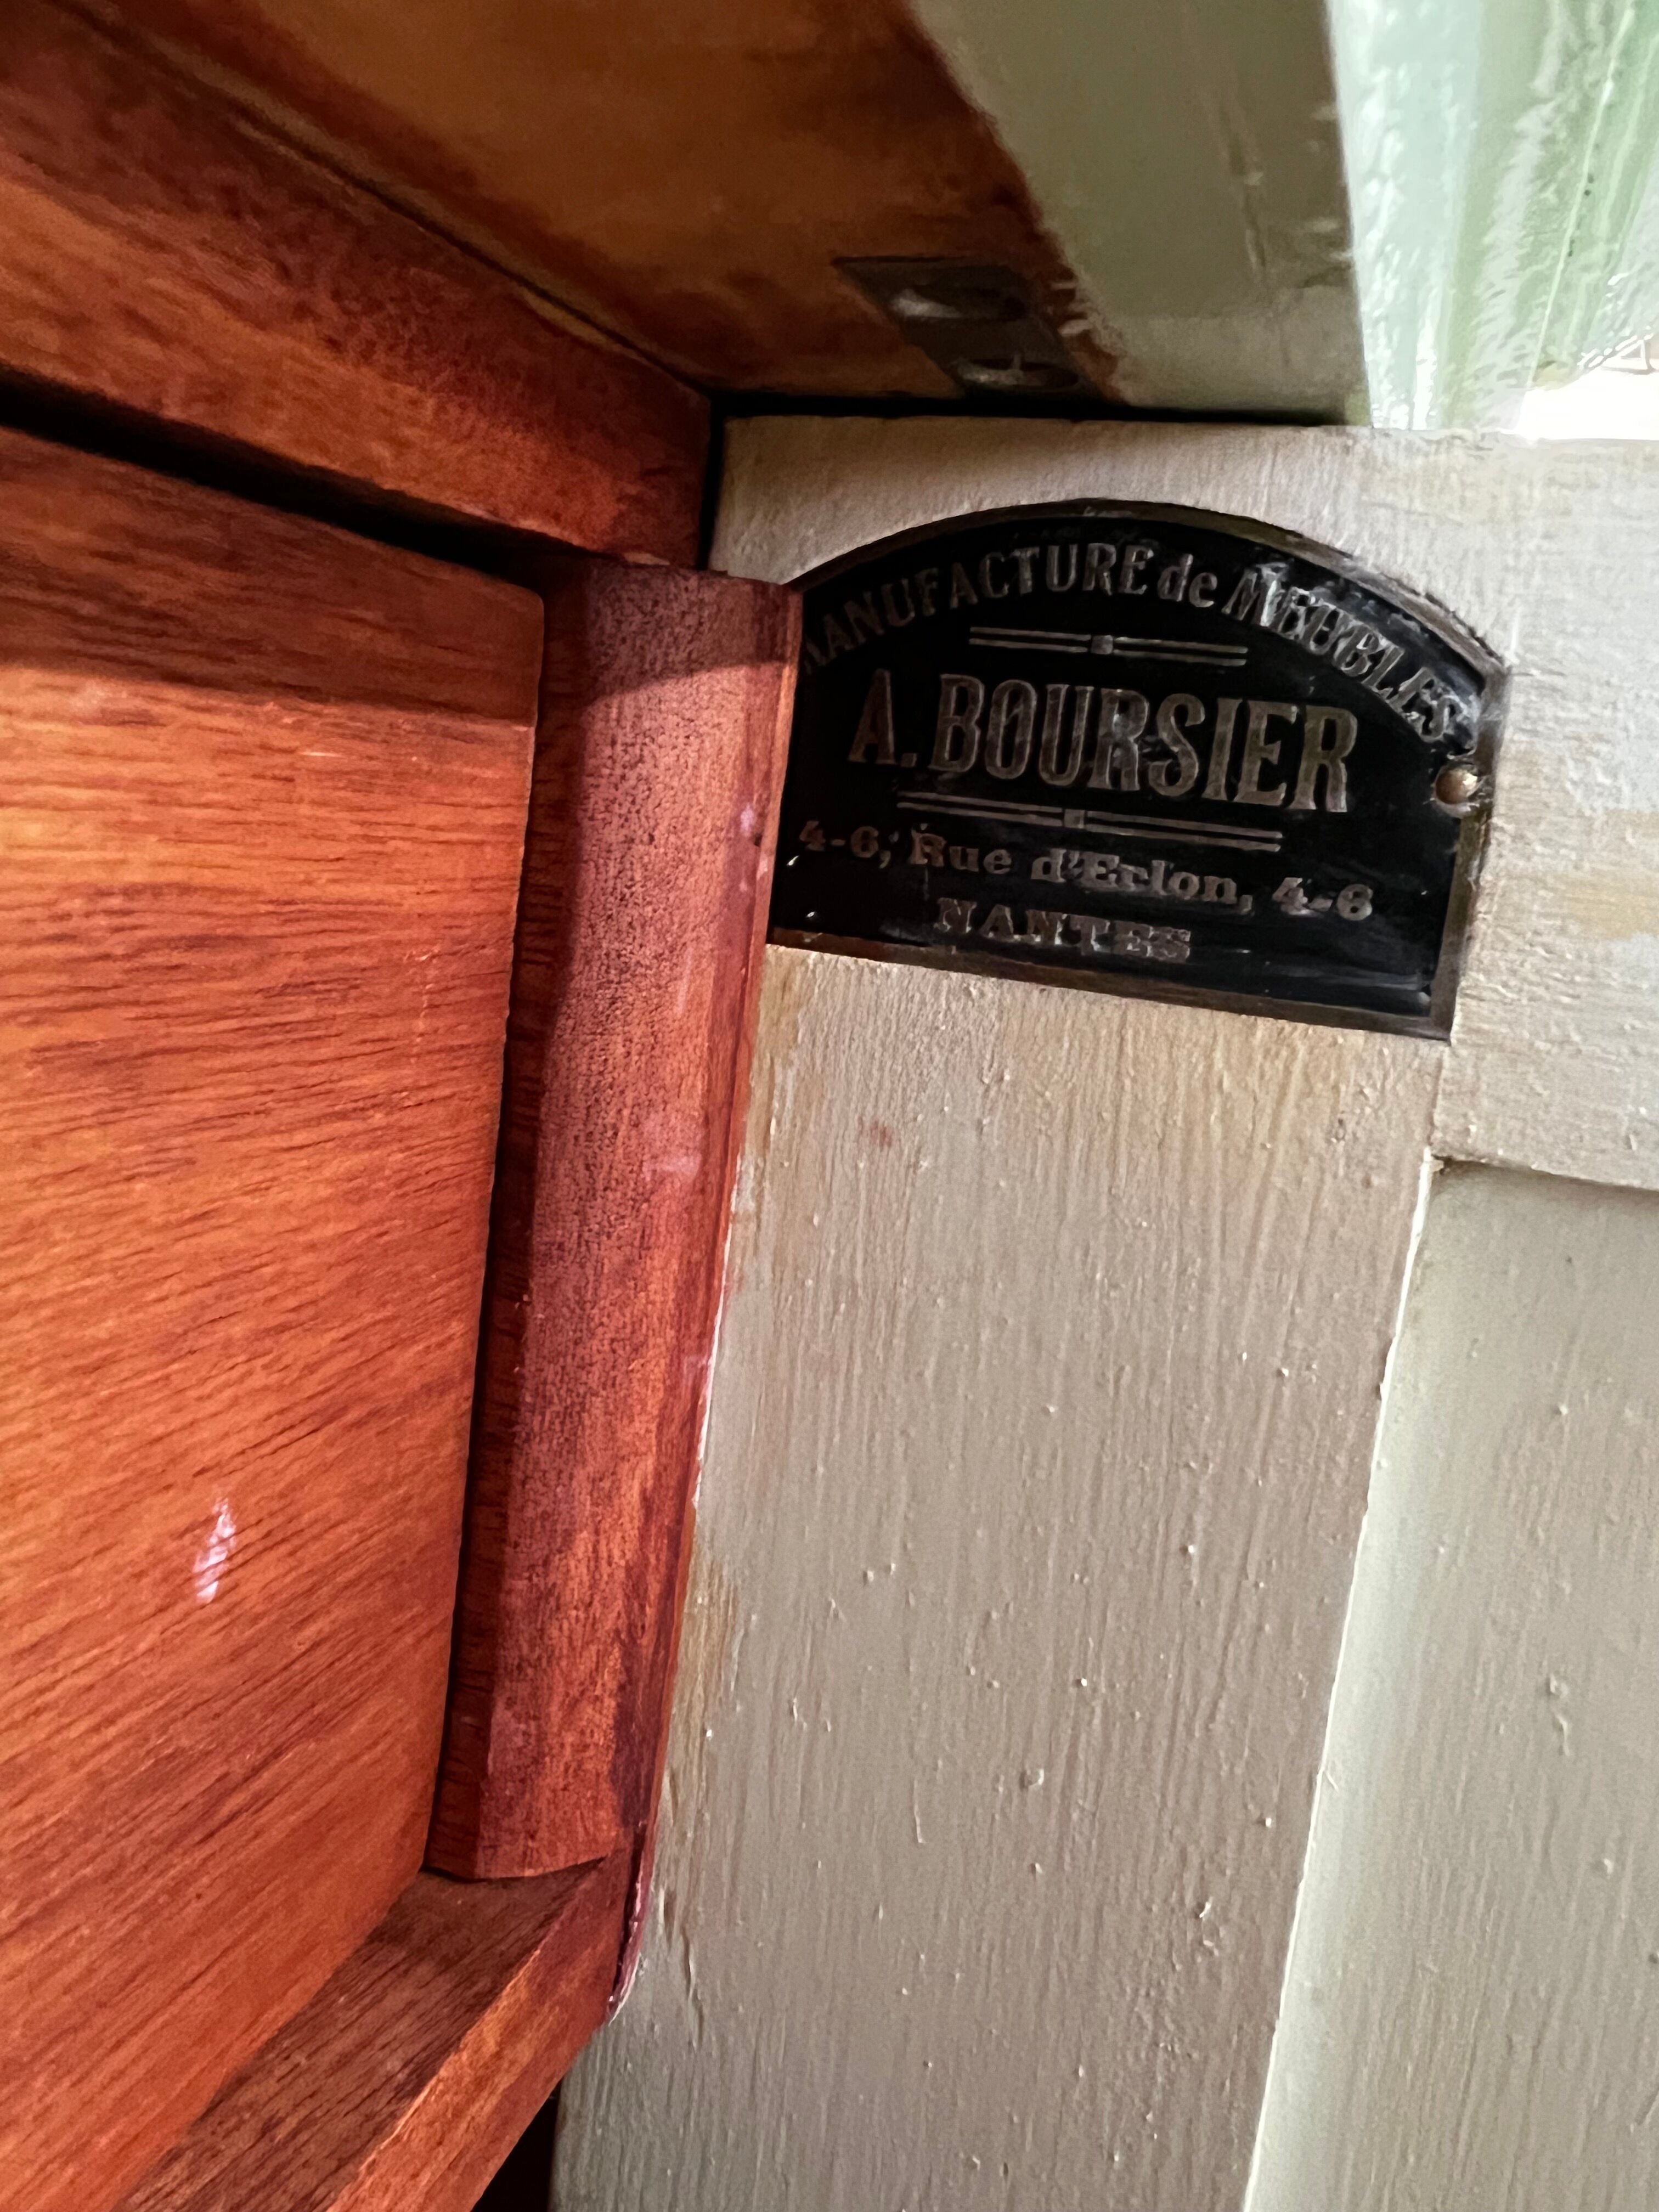 MANUFACTURE de MEUBLES
A. BOURSIER
4-6, Rue d'Erlon, 4-6
NANTES